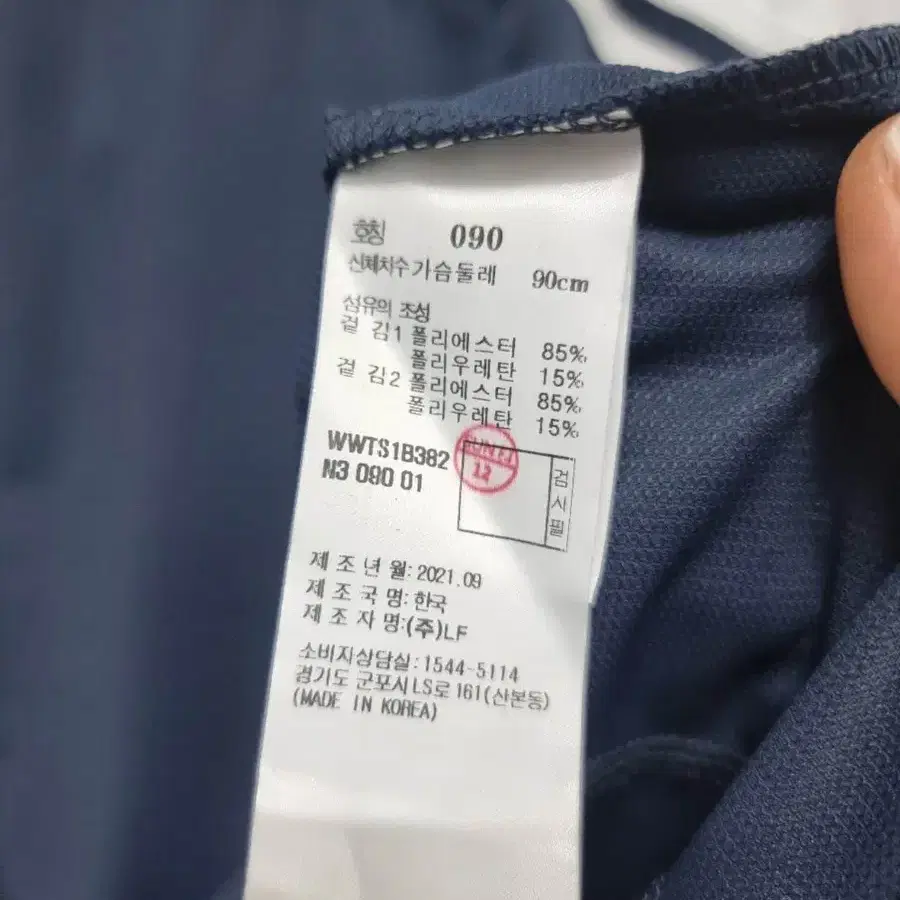 호칭 090
신체치수 가슴둘레 90cm
섬유의 조성
겉 감1 폴리에스터 85%
폴리우레탄 15%
겉 감2 폴리에스터 85%
폴리우레탄 15%
WWTS1B382
N3 090 01
12
검사필
제 조 년 월: 2021.09
제 조 국 명: 한국
제 조 자 명:(주)LF
소비자상담실: 1544-5114
경기도 군포시 LS로 161(산본동)
(MADE IN KOREA)